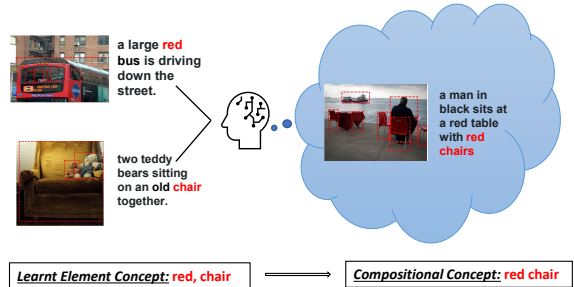 a large red
bus is driving
down the
street.
two teddy
bears sitting
on an old chair
together.
a man in
black sits at
a red table
with red
chairs
Learnt Element Concept: red, chair
Compositional Concept: red chair